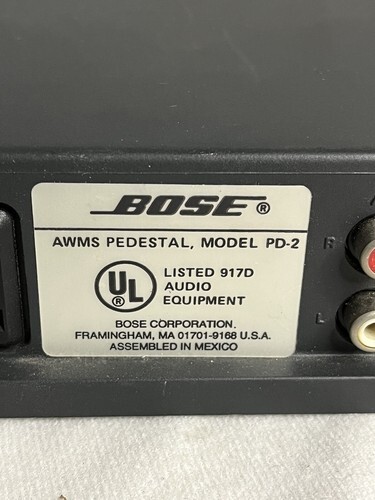 BOSE®
AWMS PEDESTAL, MODEL PD-2
UL ®
LISTED 917D
AUDIO
EQUIPMENT
BOSE CORPORATION,
FRAMINGHAM, MA 01701-9168 U.S.A.
ASSEMBLED IN MEXICO
R
L